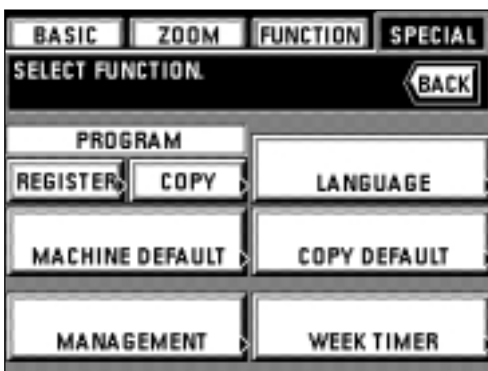 BASIC ZOOM FUNCTION SPECIAL
SELECT FUNCTION.
BACK
PROGRAM
REGISTER COPY LANGUAGE
MACHINE DEFAULT COPY DEFAULT
MANAGEMENT WEEK TIMER